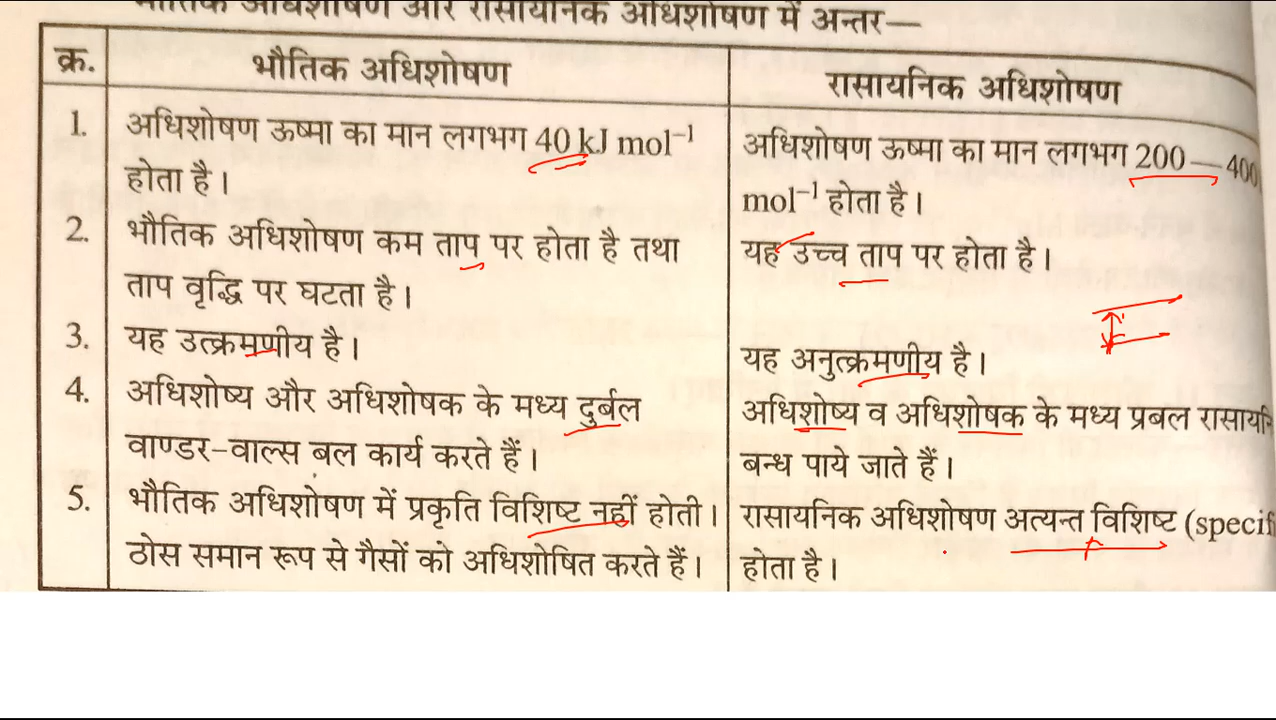 भौतिक अधिशोषण और रासायनिक अधिशोषण में अन्तर—
क्र. भौतिक अधिशोषण रासायनिक अधिशोषण
1. अधिशोषण ऊष्मा का मान लगभग 40 kJ mol⁻¹
होता है।
अधिशोषण ऊष्मा का मान लगभग 200 — 400
mol⁻¹ होता है।
2. भौतिक अधिशोषण कम ताप पर होता है तथा
ताप वृद्धि पर घटता है।
यह उच्च ताप पर होता है।
3. यह उत्क्रमणीय है।
यह अनुत्क्रमणीय है।
4. अधिशोष्य और अधिशोषक के मध्य दुर्बल
वाण्डर-वाल्स बल कार्य करते हैं।
अधिशोष्य व अधिशोषक के मध्य प्रबल
बन्ध पाये जाते हैं।
5. भौतिक अधिशोषण में प्रकृति विशिष्ट नहीं होती।
ठोस समान रूप से गैसों को अधिशोषित करते हैं।
रासायनिक अधिशोषण अत्यन्त विशिष्ट (specif
होता है।